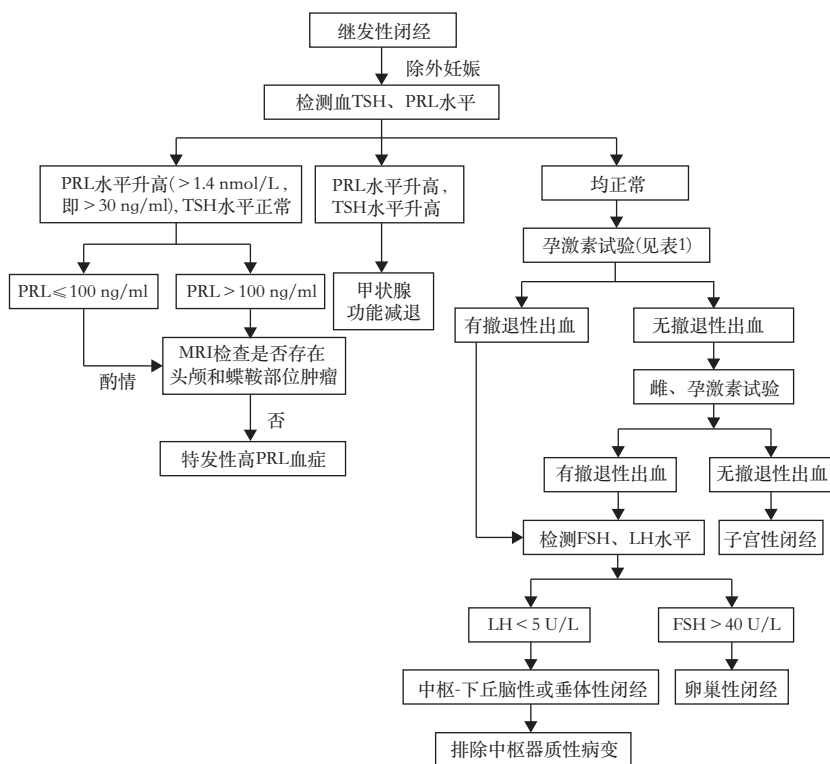 继发性闭经
除外妊娠
检测血TSH、PRL水平
PRL水平升高(>1.4 nmol/L,
即>30 ng/ml),TSH水平正常
PRL水平升高,
TSH水平升高
均正常
孕激素试验(见表1)
PRL≤100 ng/ml
PRL>100 ng/ml
甲状腺
功能减退
有撤退性出血
无撤退性出血
酌情
MRI检查是否存在
头颅和蝶鞍部位肿瘤
雌、孕激素试验
否
特发性高PRL血症
有撤退性出血
无撤退性出血
检测FSH、LH水平
子宫性闭经
LH<5 U/L
FSH>40 U/L
中枢-下丘脑性或垂体性闭经
卵巢性闭经
排除中枢器质性病变